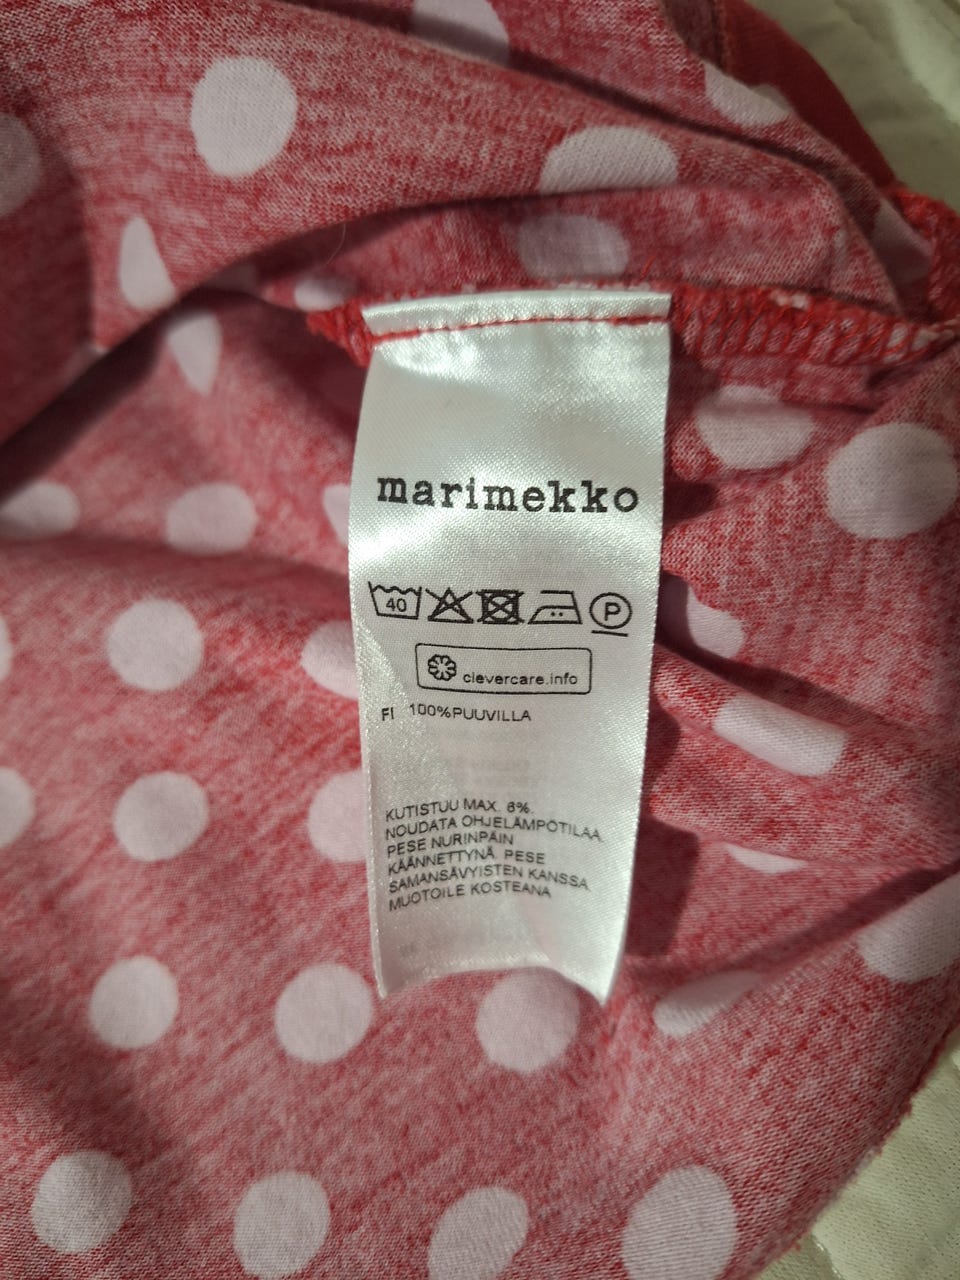 marimekko
40 P
clevercare.info
FI 100%PUUVILLA
KUTISTUU MAX. 6%.
NOUDATA OHJELÄMPÖTILAA.
PESE NURINPÄIN
KÄÄNNETTYNÄ. PESE
SAMANSÄVYISTEN KANSSA.
MUOTOILE KOSTEANA